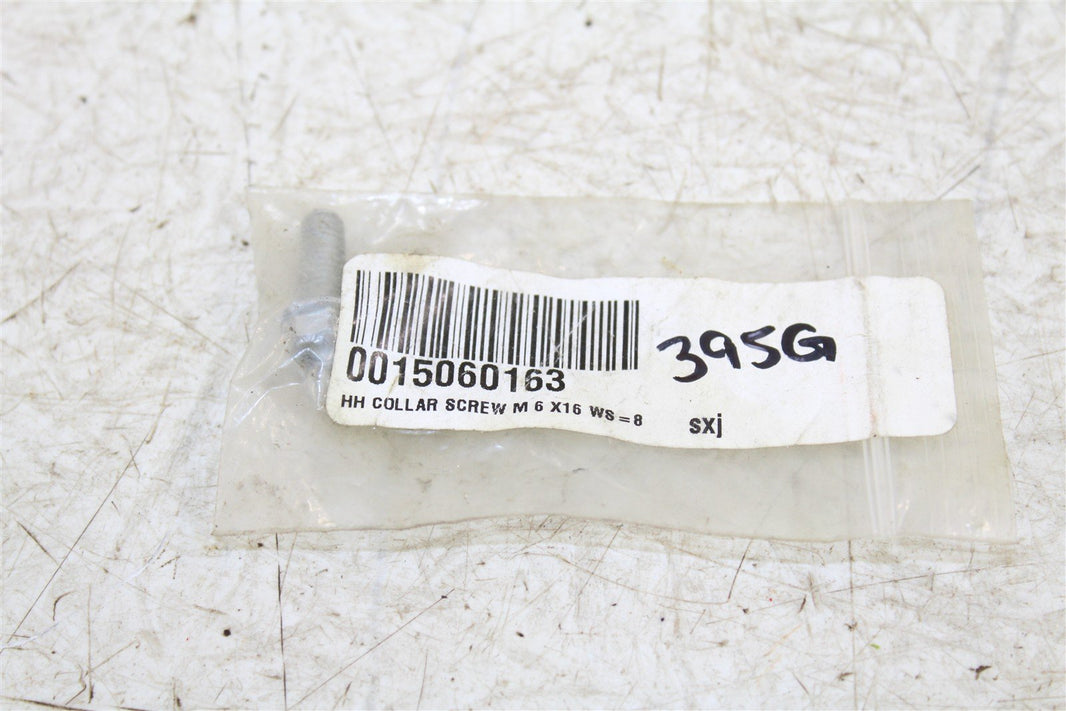 395G
0015060163
HH COLLAR SCREW M 6 X16 WS=8
sxj